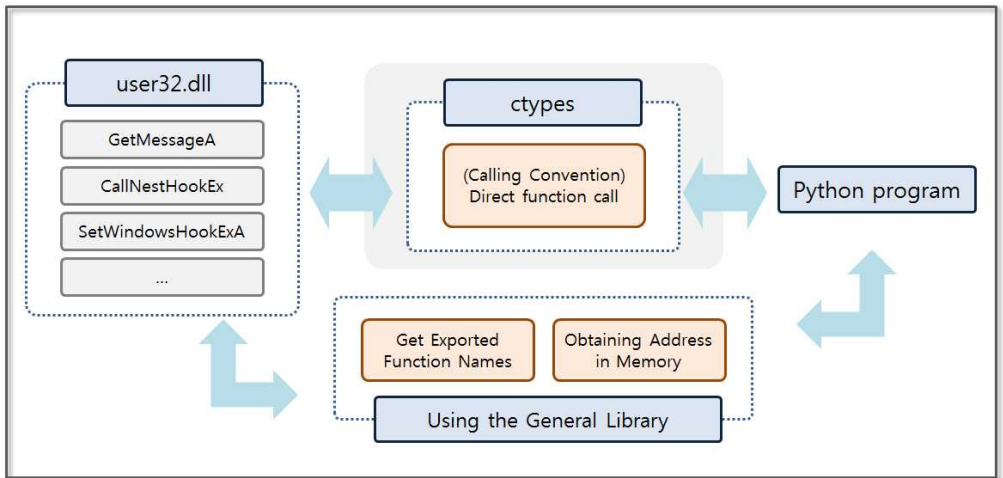 user32.dll
GetMessageA
CallNestHookEx
SetWindowsHookExA
...
ctypes
(Calling Convention)
Direct function call
Python program
Get Exported
Function Names
Obtaining Address
in Memory
Using the General Library